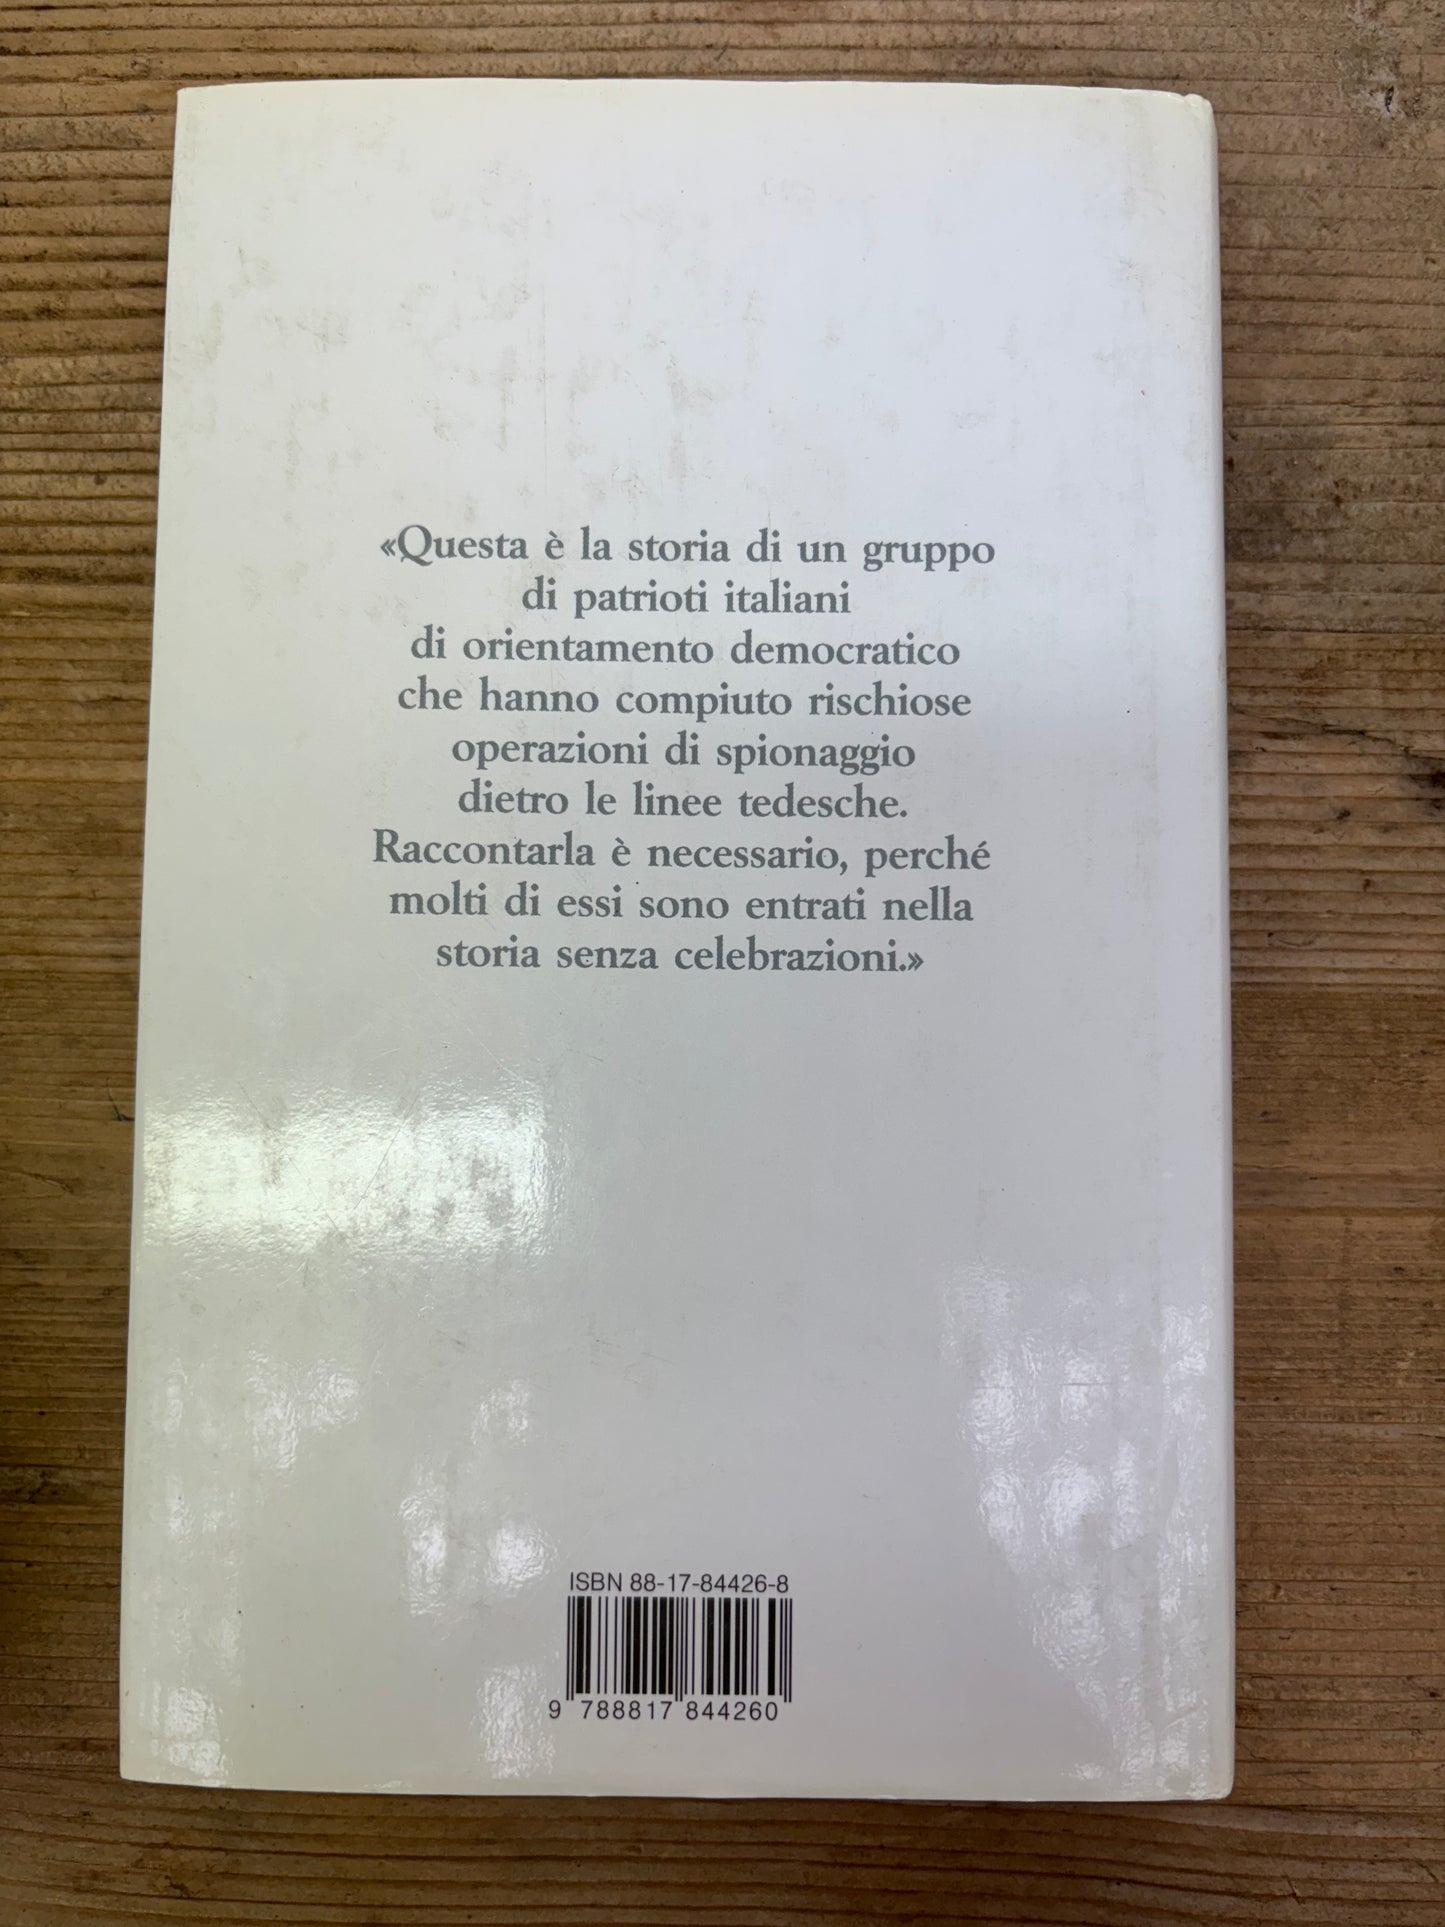 «Questa è la storia di un gruppo
di patrioti italiani
di orientamento democratico
che hanno compiuto rischiose
operazioni di spionaggio
dietro le linee tedesche.
Raccontarla è necessario, perché
molti di essi sono entrati nella
storia senza celebrazioni.»
ISBN 88-17-84426-8
9 788817 844260